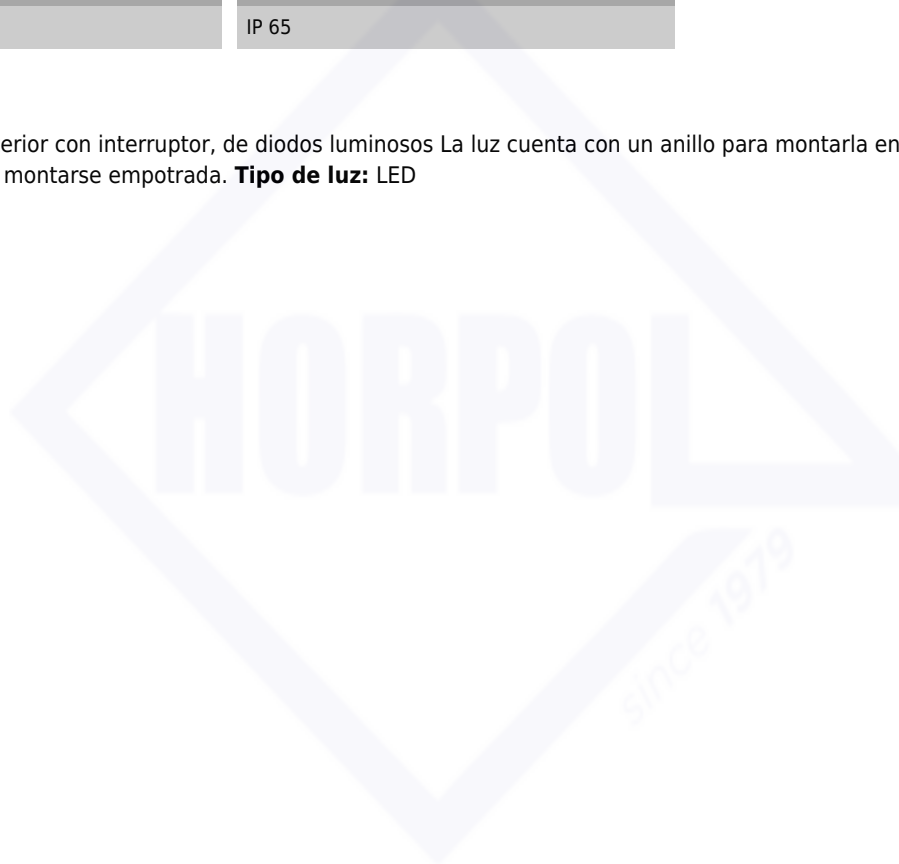 IP 65
erior con interruptor, de diodos luminosos La luz cuenta con un anillo para montarla en
montarse empotrada. Tipo de luz: LED
HORPOL
since 1979